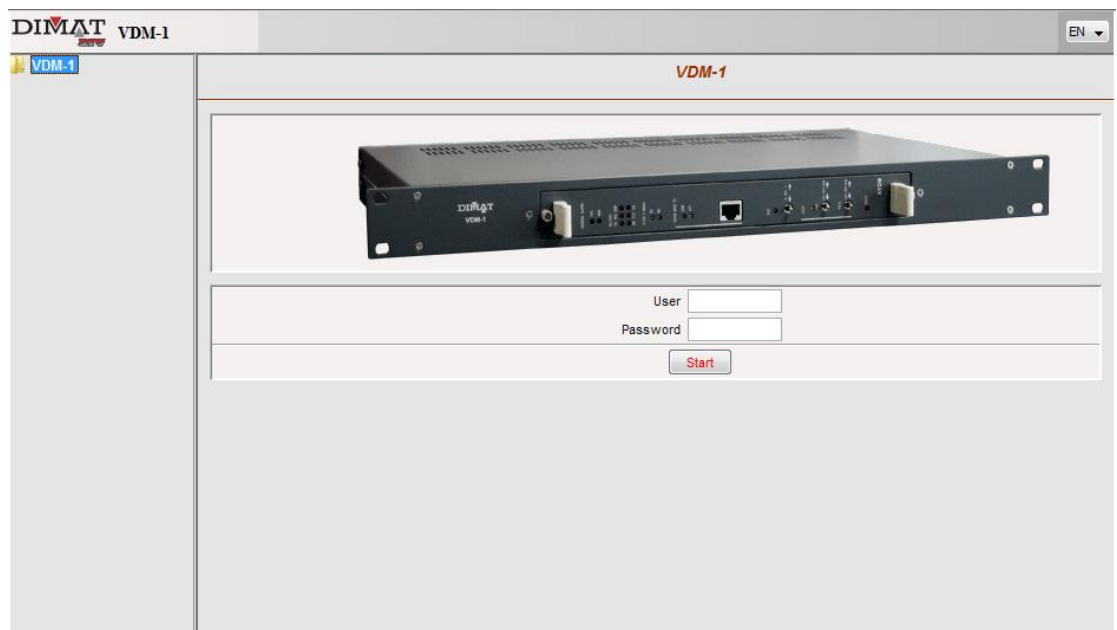 DIMAT VDM-1
EN
VDM-1
VDM-1
DIMAT
VDM-1
User
Password
Start